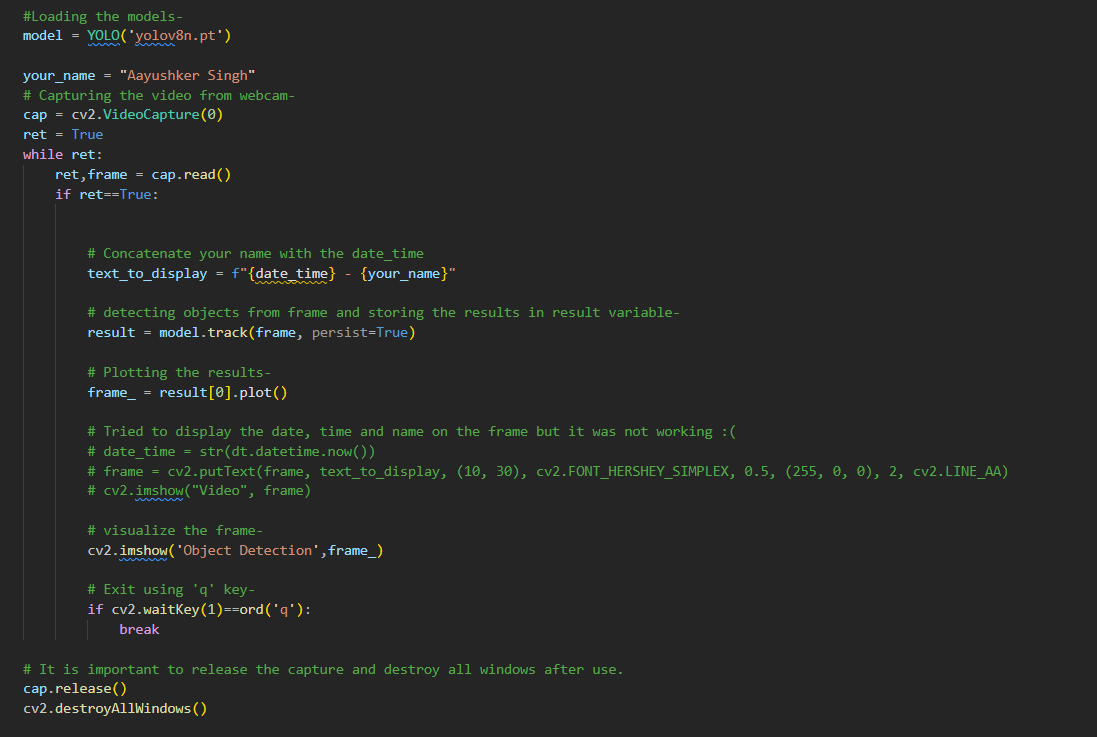 #Loading the models-
model = YOLO('yolov8n.pt')
your_name = "Aayushker Singh"
# Capturing the video from webcam-
cap = cv2.VideoCapture(0)
ret = True
while ret:
    ret,frame = cap.read()
    if ret==True:
        # Concatenate your name with the date_time
        text_to_display = f"{date_time} - {your_name}"
        # detecting objects from frame and storing the results in result variable-
        result = model.track(frame, persist=True)
        # Plotting the results-
        frame_ = result[0].plot()
        # Tried to display the date, time and name on the frame but it was not working :(
        # date_time = str(dt.datetime.now())
        # frame = cv2.putText(frame, text_to_display, (10, 30), cv2.FONT_HERSHEY_SIMPLEX, 0.5, (255, 0, 0), 2, cv2.LINE_AA)
        # cv2.imshow("Video", frame)
        # visualize the frame-
        cv2.imshow('Object Detection',frame_)
        # Exit using 'q' key-
        if cv2.waitKey(1)==ord('q'):
            break
# It is important to release the capture and destroy all windows after use.
cap.release()
cv2.destroyAllWindows()